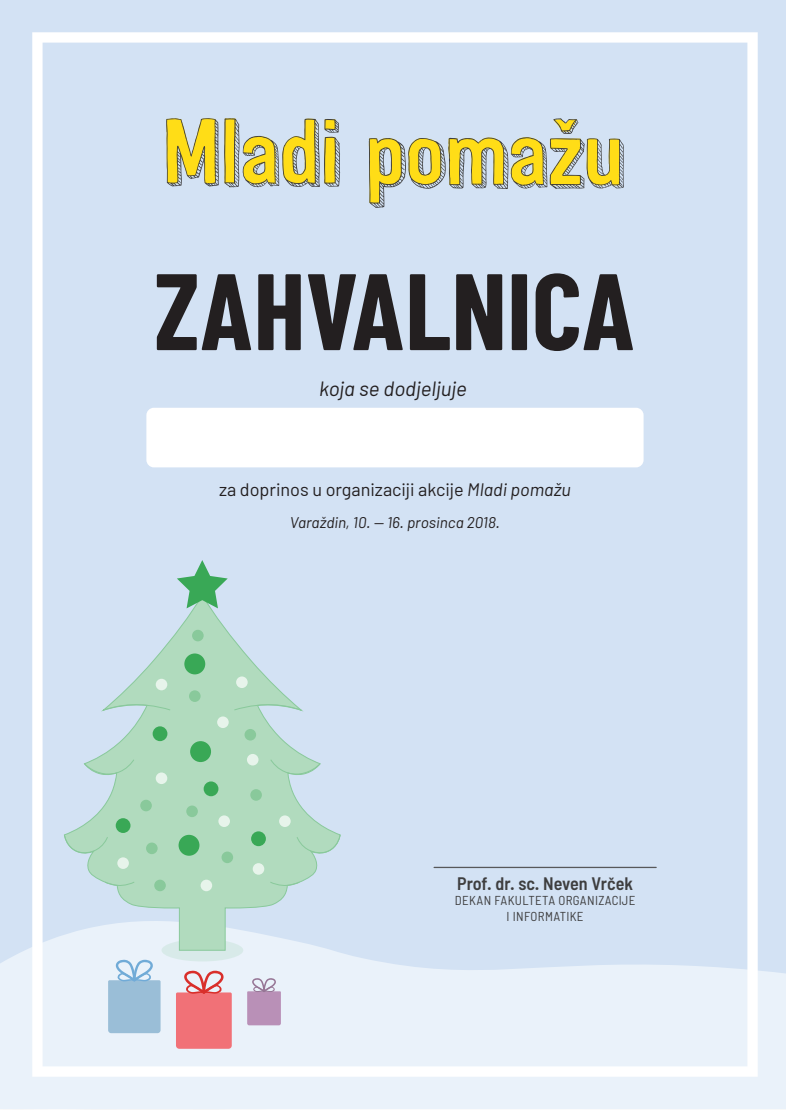 Mladi pomažu
ZAHVALNICA
koja se dodjeljuje
za doprinos u organizaciji akcije Mladi pomažu
Varaždin, 10. – 16. prosinca 2018.
Prof. dr. sc. Neven Vrček
DEKAN FAKULTETA ORGANIZACIJE
I INFORMATIKE